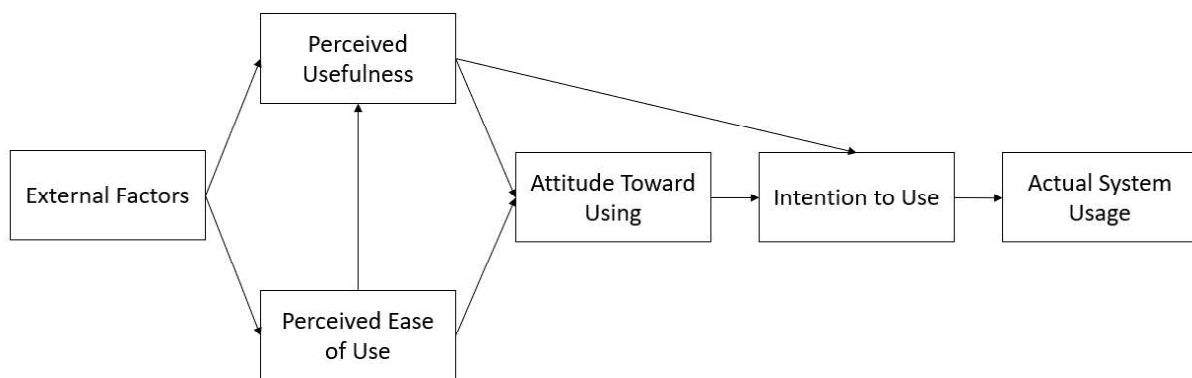 Perceived
Usefulness
External Factors
Attitude Toward
Using
Intention to Use
Actual System
Usage
Perceived Ease
of Use